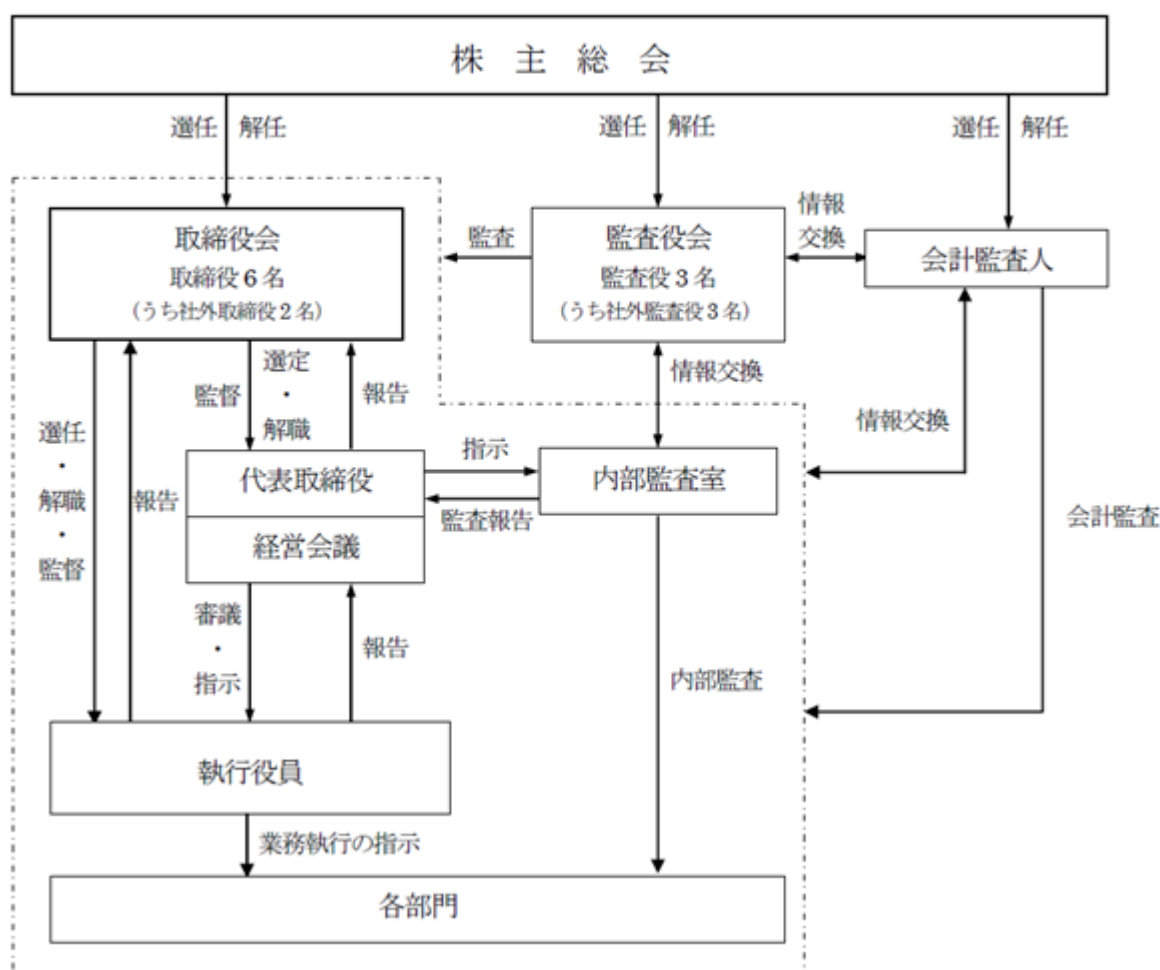 株 主 総 会
選任 解任
選任 解任
選任 解任
取締役会
取締役 6 名
(うち社外取締役 2 名)
監査
監査役会
監査役 3 名
(うち社外監査役 3 名)
情報
交換
会計監査人
選定
・
解職
監督
報告
情報交換
情報交換
選任
・
解職
・
監督
報告
代表取締役
経営会議
指示
監査報告
内部監査室
会計監査
審議
・
指示
報告
内部監査
執行役員
業務執行の指示
各部門